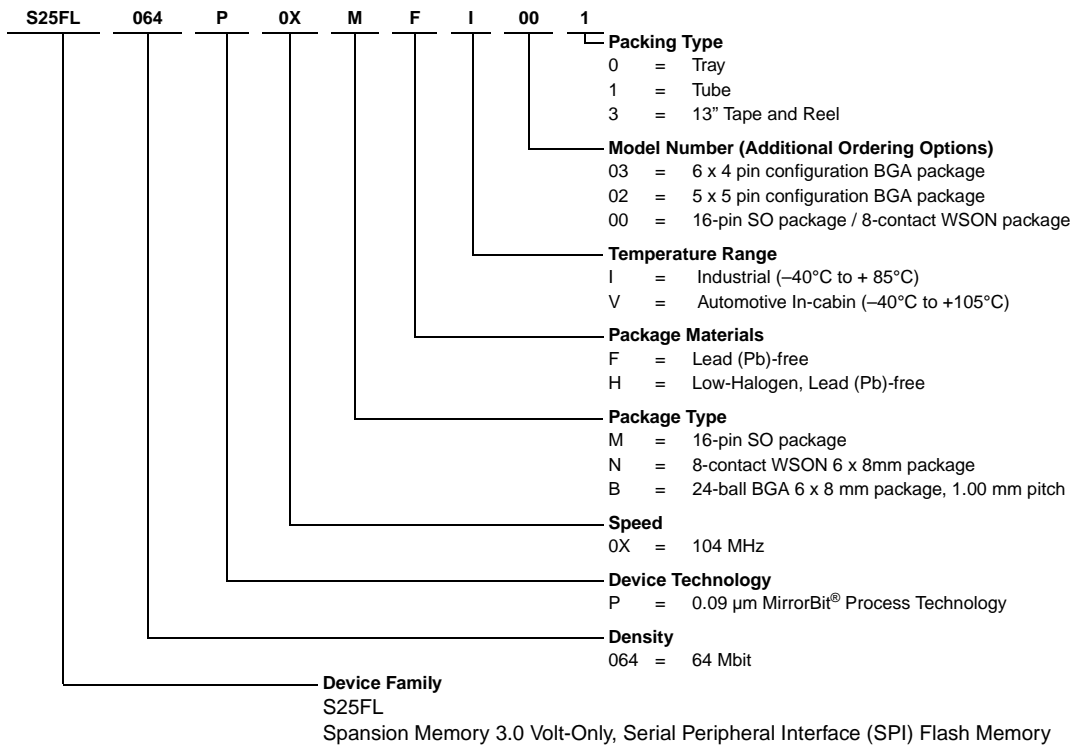 S25FL 064 P 0X M F I 00 1
Packing Type
0 = Tray
1 = Tube
3 = 13” Tape and Reel
Model Number (Additional Ordering Options)
03 = 6 x 4 pin configuration BGA package
02 = 5 x 5 pin configuration BGA package
00 = 16-pin SO package / 8-contact WSON package
Temperature Range
I = Industrial (–40°C to + 85°C)
V = Automotive In-cabin (–40°C to +105°C)
Package Materials
F = Lead (Pb)-free
H = Low-Halogen, Lead (Pb)-free
Package Type
M = 16-pin SO package
N = 8-contact WSON 6 x 8mm package
B = 24-ball BGA 6 x 8 mm package, 1.00 mm pitch
Speed
0X = 104 MHz
Device Technology
P = 0.09 µm MirrorBit® Process Technology
Density
064 = 64 Mbit
Device Family
S25FL
Spansion Memory 3.0 Volt-Only, Serial Peripheral Interface (SPI) Flash Memory